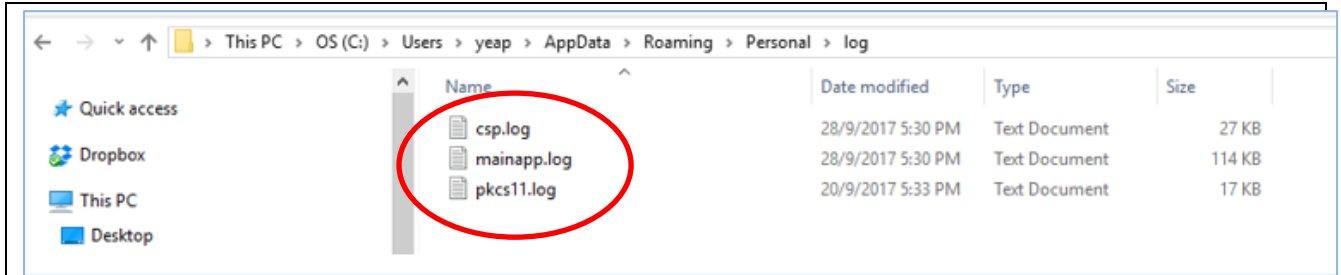 This PC > OS (C:) > Users > yeap > AppData > Roaming > Personal > log
Name Date modified Type Size
Quick access
csp.log 28/9/2017 5:30 PM Text Document 27 KB
Dropbox
mainapp.log 28/9/2017 5:30 PM Text Document 114 KB
This PC
pkcs11.log 20/9/2017 5:33 PM Text Document 17 KB
Desktop